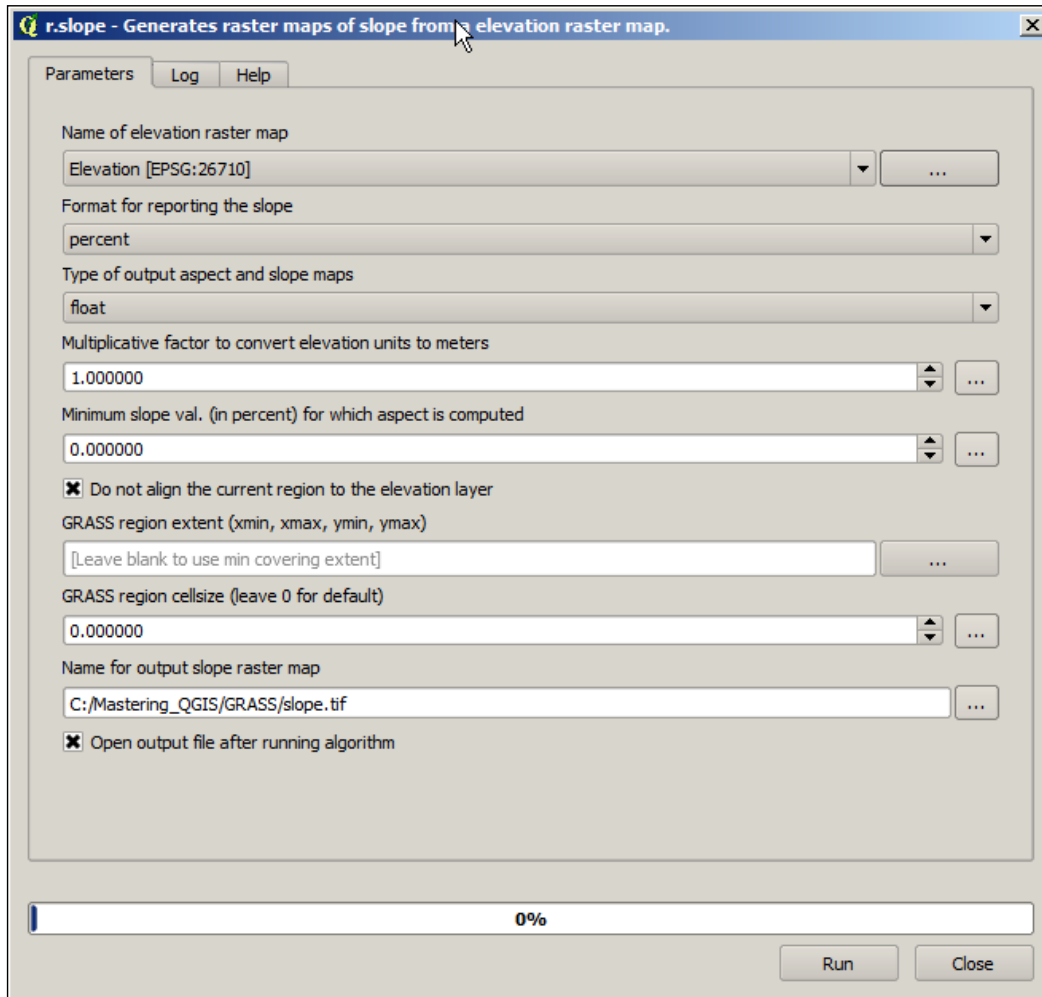 r.slope - Generates raster maps of slope from a elevation raster map.
Parameters Log Help
Name of elevation raster map
Elevation [EPSG:26710] ...
Format for reporting the slope
percent
Type of output aspect and slope maps
float
Multiplicative factor to convert elevation units to meters
1.000000 ...
Minimum slope val. (in percent) for which aspect is computed
0.000000 ...
Do not align the current region to the elevation layer
GRASS region extent (xmin, xmax, ymin, ymax)
[Leave blank to use min covering extent] ...
GRASS region cellsize (leave 0 for default)
0.000000 ...
Name for output slope raster map
C:/Mastering_QGIS/GRASS/slope.tif ...
Open output file after running algorithm
0%
Run Close